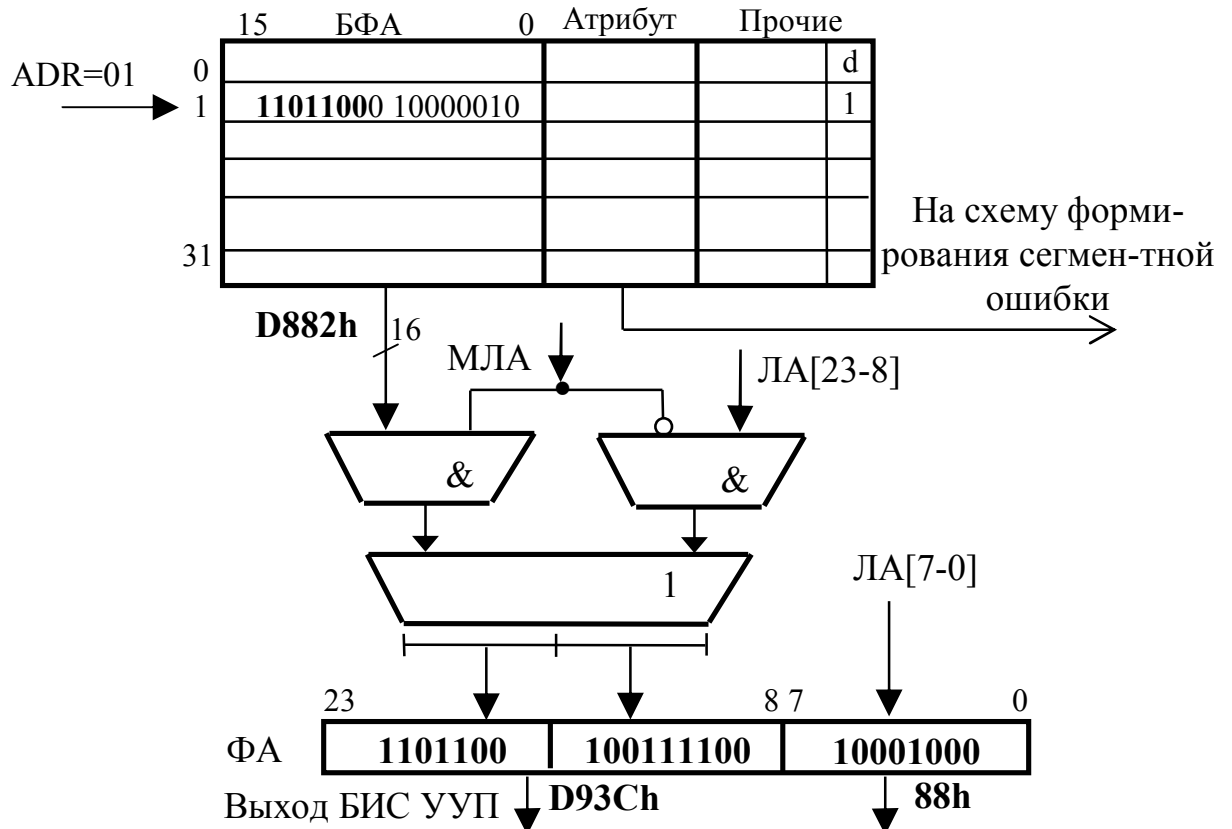 15 БФА 0 Атрибут Прочие
0 d
ADR=01
1 11011000 10000010 1
31
На схему форми-
рования сегмен-тной
ошибки
D882h 16
МЛА ЛА[23-8]
& &
1
ЛА[7-0]
23 8 7 0
ФА 1101100 100111100 10001000
Выход БИС УУП D93Ch 88h